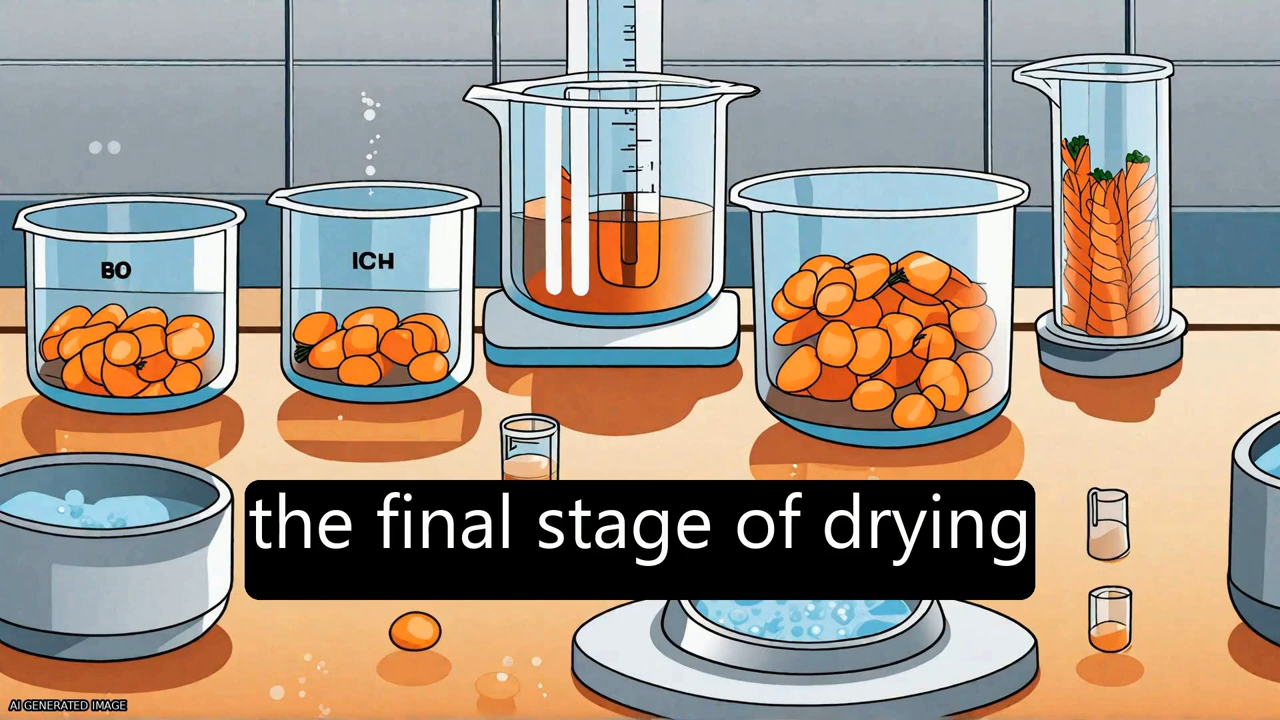 BO
ICH
the final stage of drying
AI GENERATED IMAGE